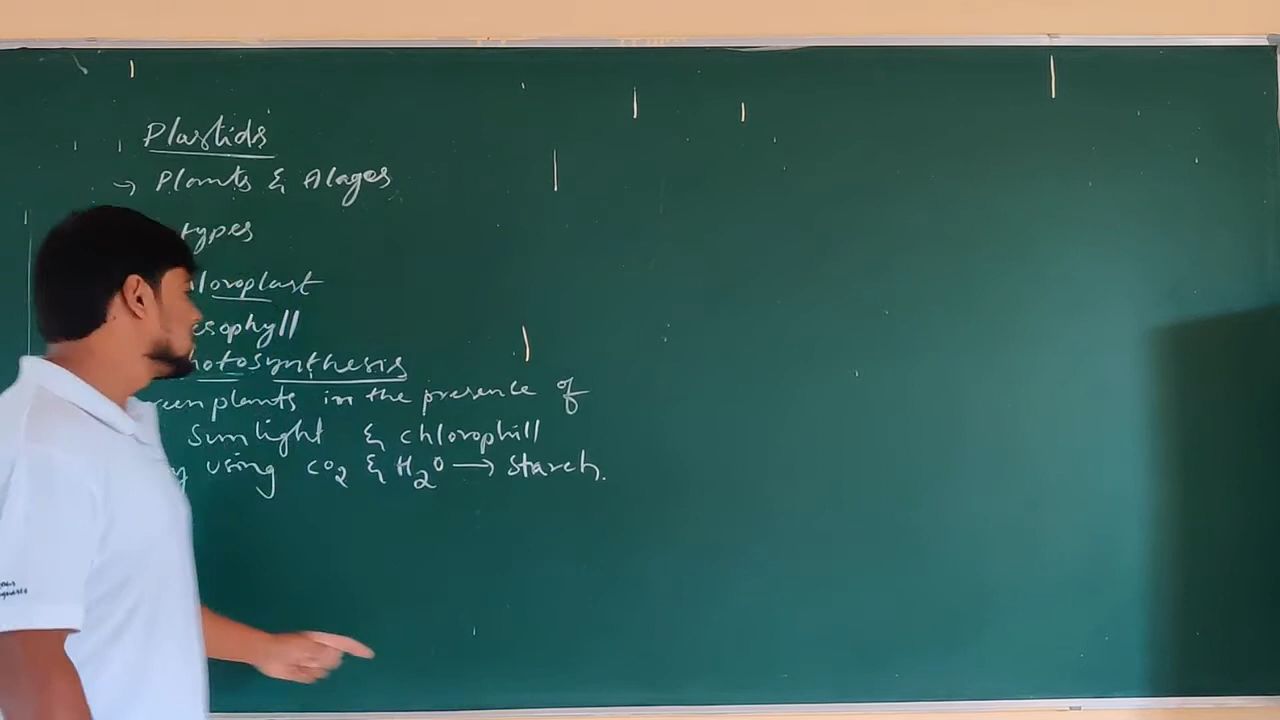 Plastids
→ Plants & Alages
types
loroplast
esophyll
hotosynthesis
reen plants in the presence of
Sunlight & chlorophill
y using CO2 & H2O → Starch.